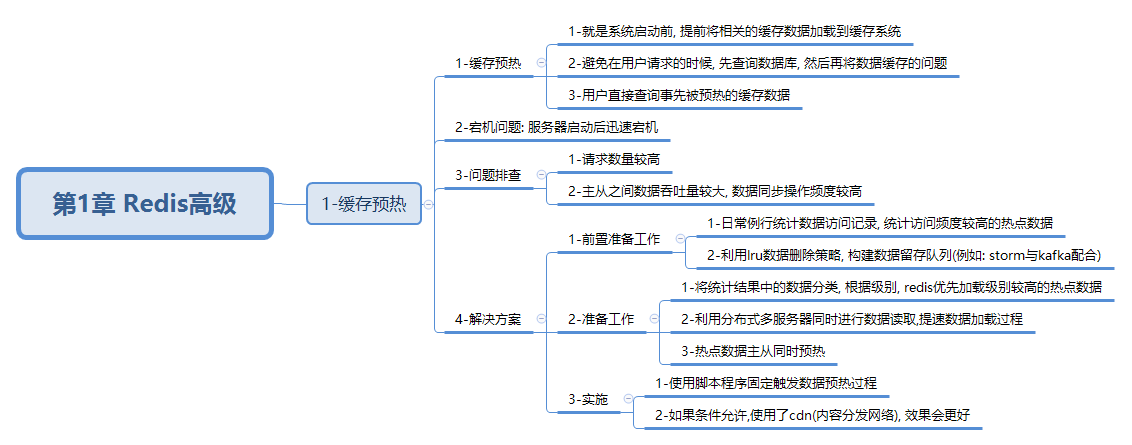 第1章 Redis高级
1-缓存预热
1-缓存预热
1-就是系统启动前, 提前将相关的缓存数据加载到缓存系统
2-避免在用户请求的时候, 先查询数据库, 然后再将数据缓存的问题
3-用户直接查询事先被预热的缓存数据
2-宕机问题: 服务器启动后迅速宕机
3-问题排查
1-请求数量较高
2-主从之间数据吞吐量较大, 数据同步操作频度较高
4-解决方案
1-前置准备工作
1-日常例行统计数据访问记录, 统计访问频度较高的热点数据
2-利用lru数据删除策略, 构建数据留存队列(例如: storm与kafka配合)
2-准备工作
1-将统计结果中的数据分类, 根据级别, redis优先加载级别较高的热点数据
2-利用分布式多服务器同时进行数据读取,提速数据加载过程
3-热点数据主从同时预热
3-实施
1-使用脚本程序固定触发数据预热过程
2-如果条件允许,使用了cdn(内容分发网络), 效果会更好